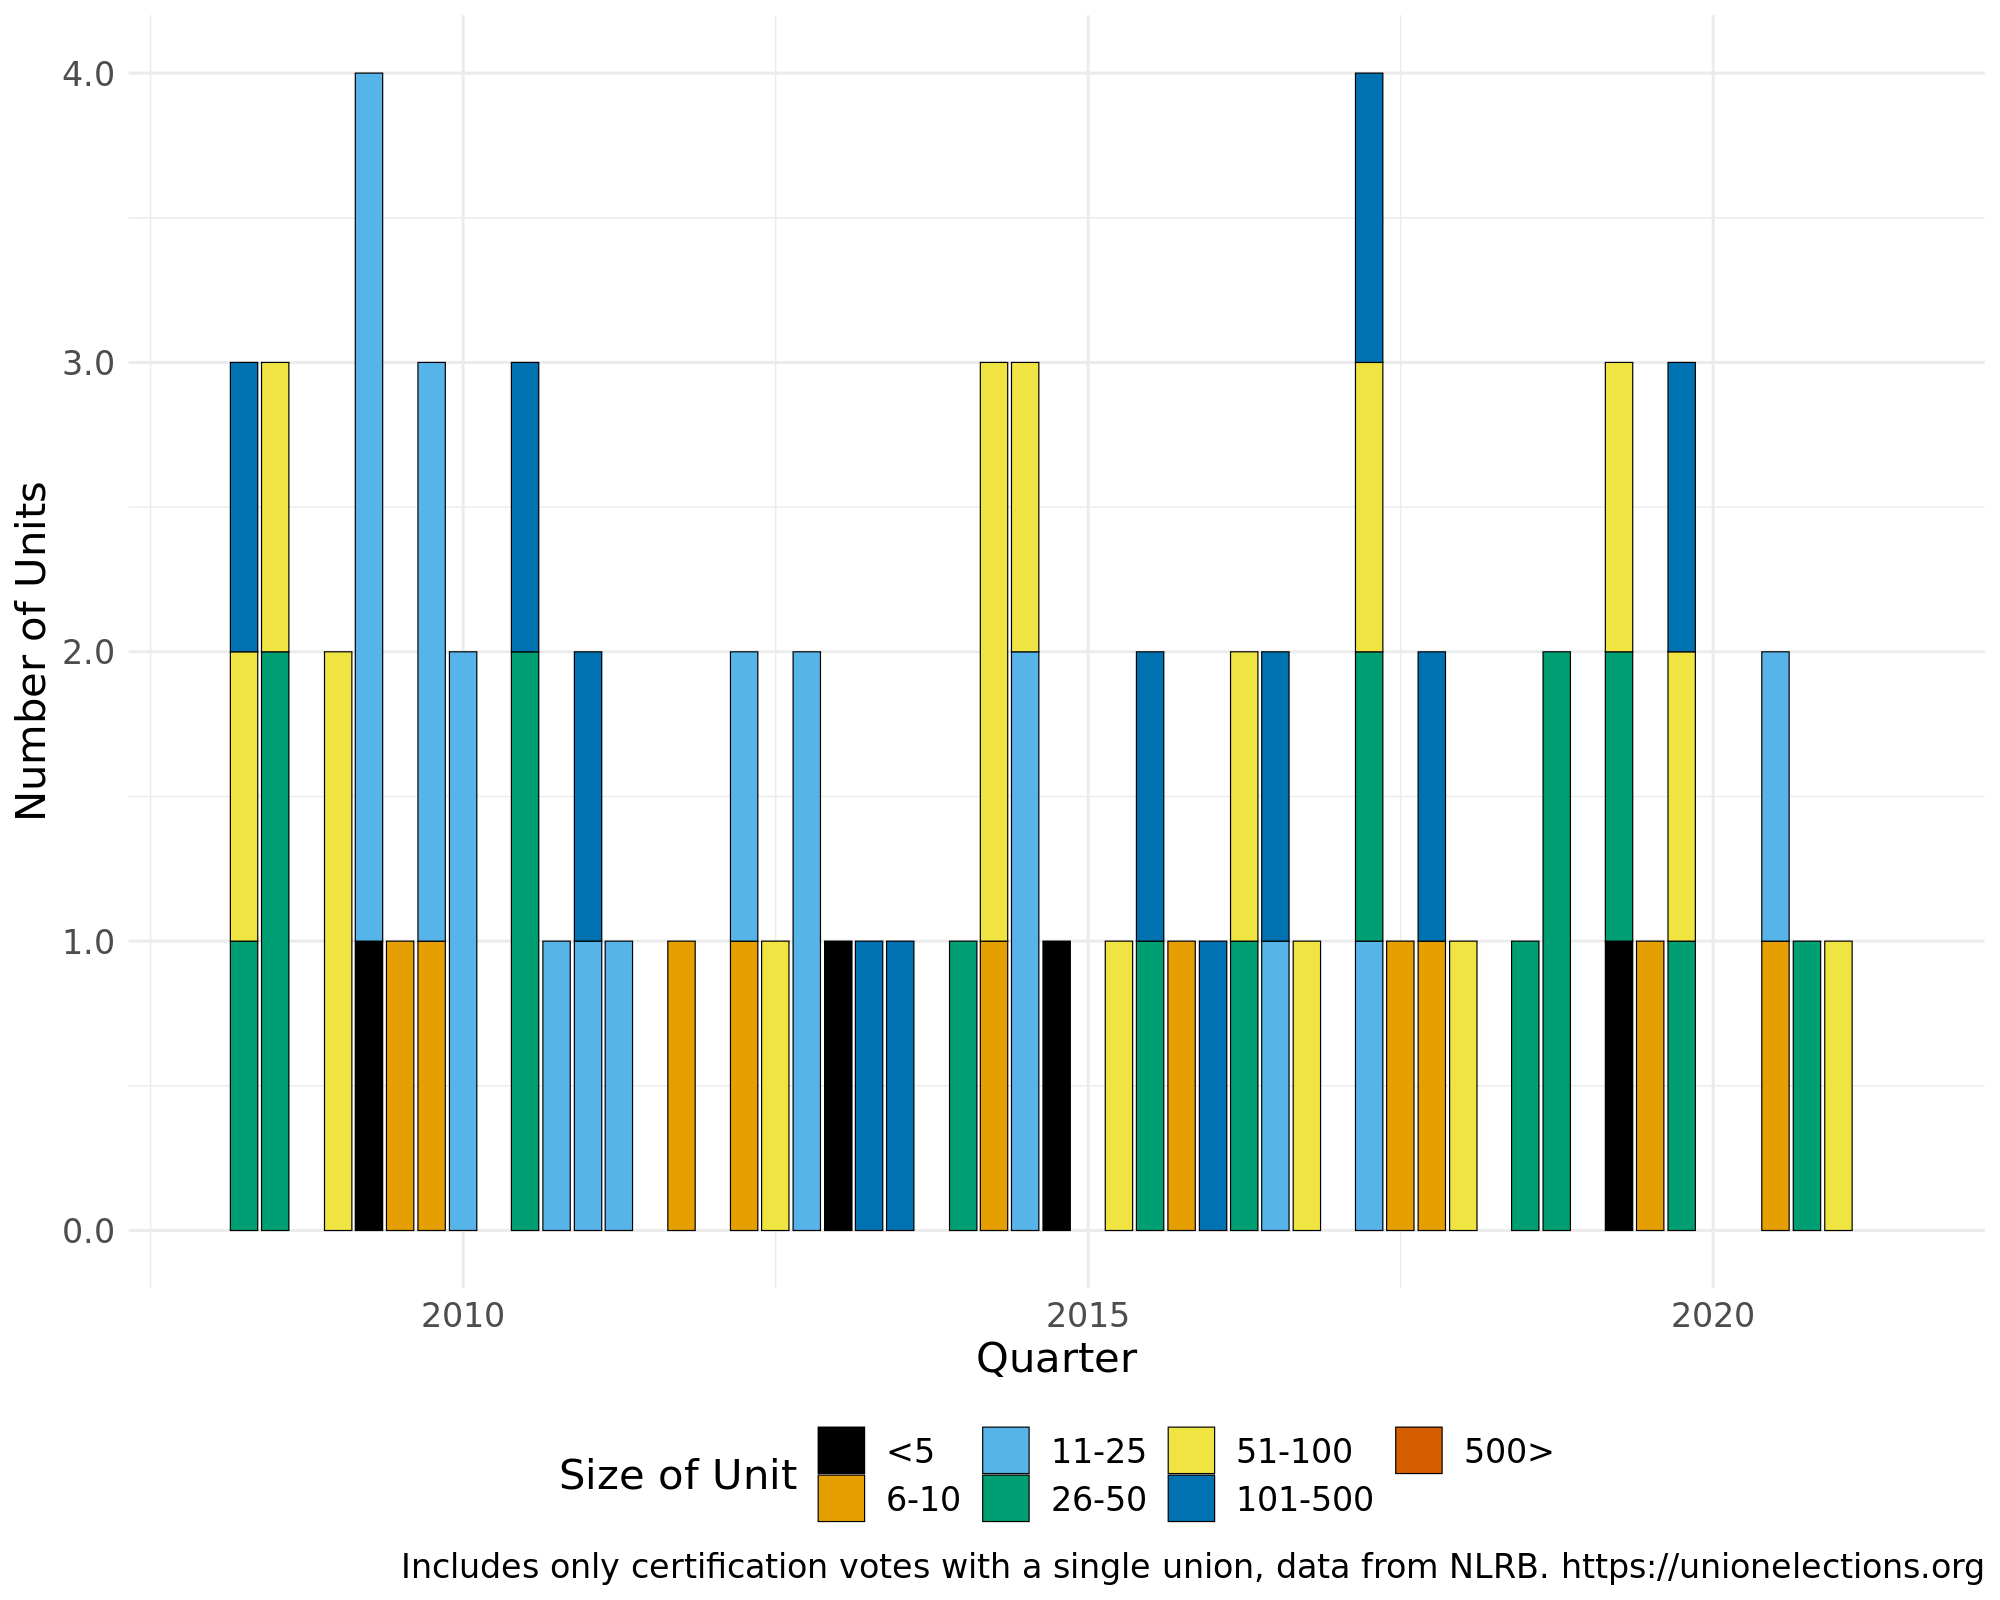 4.0
3.0
2.0
1.0
0.0
Number of Units
2010 2015 2020
Quarter
Size of Unit
<5 11-25 51-100 500>
6-10 26-50 101-500
Includes only certification votes with a single union, data from NLRB. https://unionelections.org